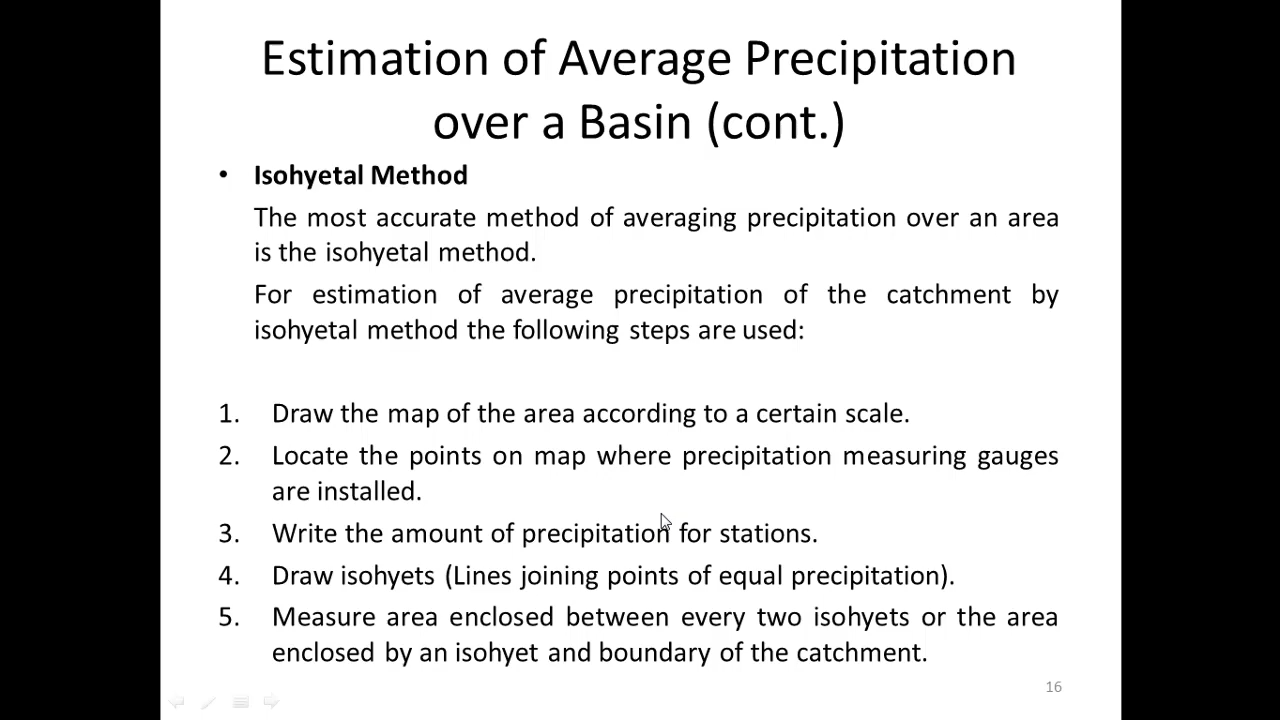 Estimation of Average Precipitation
over a Basin (cont.)
• Isohyetal Method
The most accurate method of averaging precipitation over an area
is the isohyetal method.
For estimation of average precipitation of the catchment by
isohyetal method the following steps are used:
1. Draw the map of the area according to a certain scale.
2. Locate the points on map where precipitation measuring gauges
are installed.
3. Write the amount of precipitation for stations.
4. Draw isohyets (Lines joining points of equal precipitation).
5. Measure area enclosed between every two isohyets or the area
enclosed by an isohyet and boundary of the catchment.
16